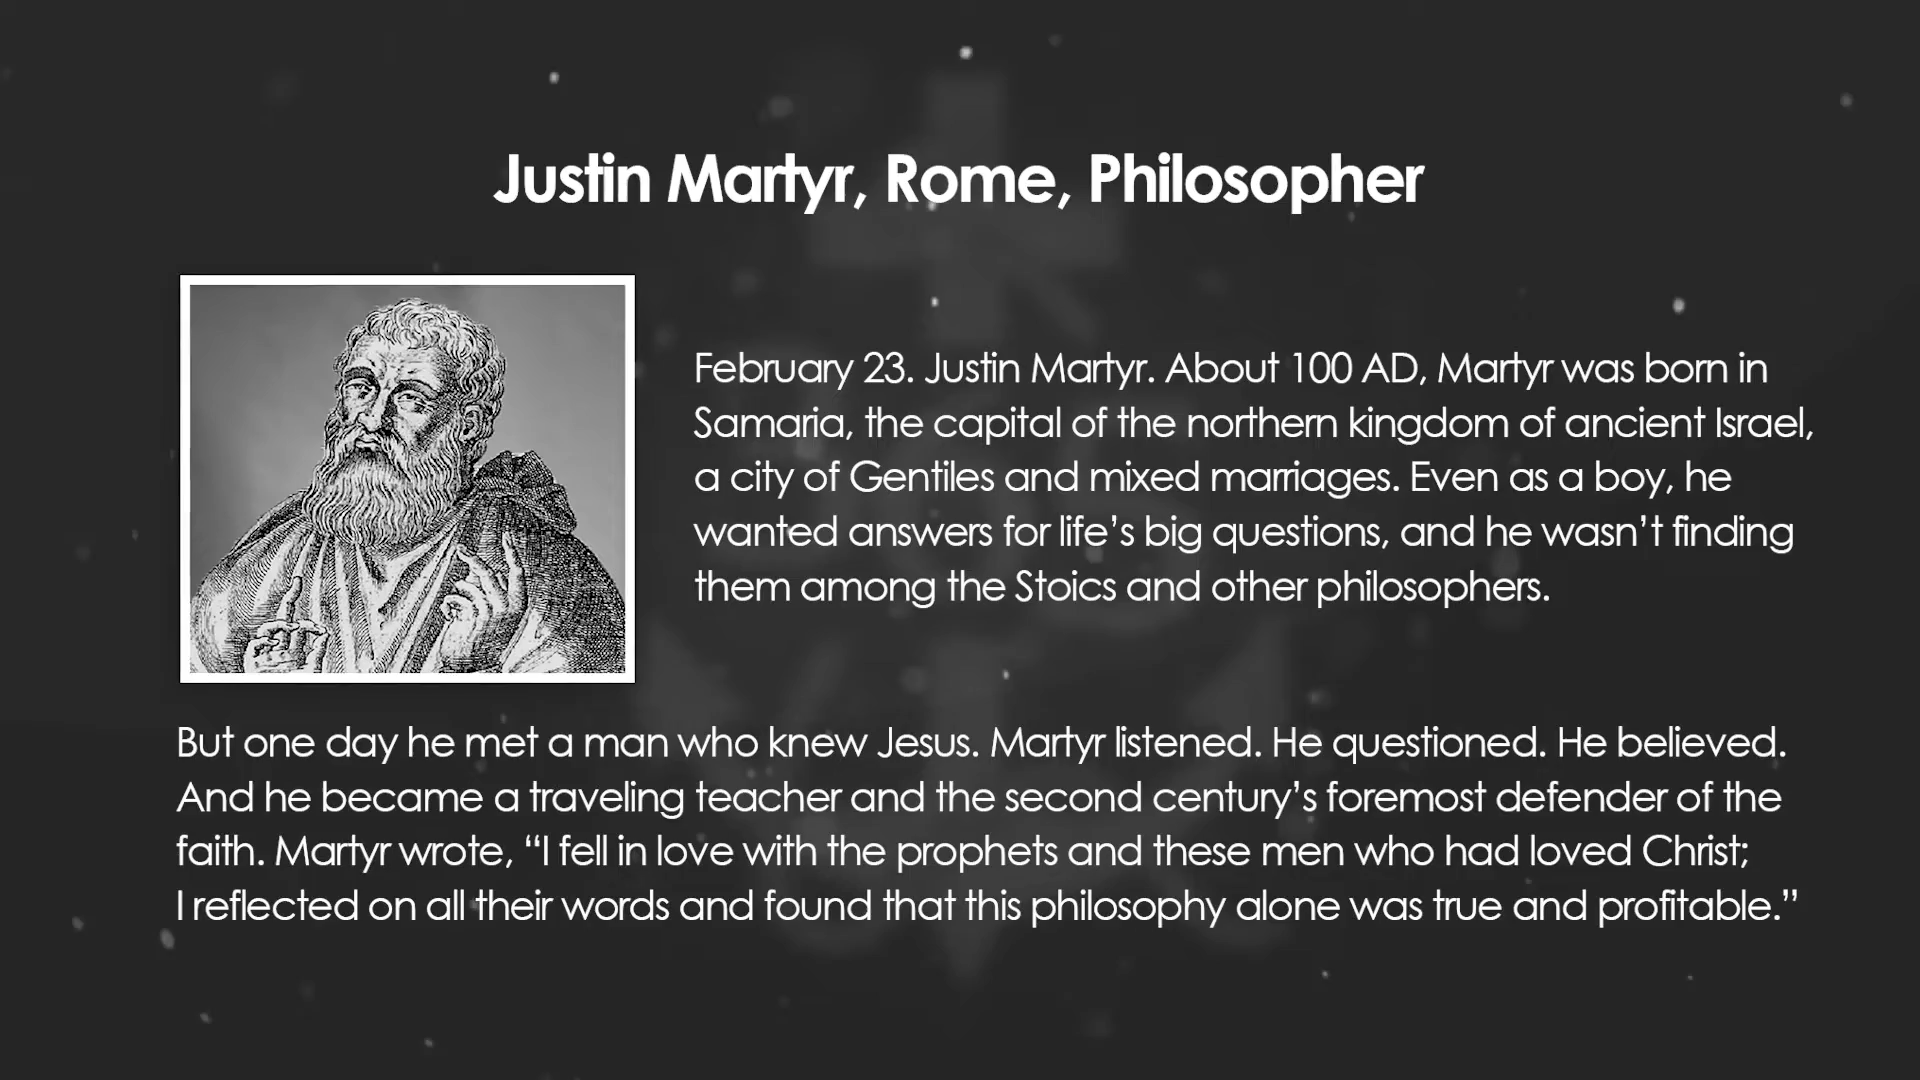 Justin Martyr, Rome, Philosopher
February 23. Justin Martyr. About 100 AD, Martyr was born in
Samaria, the capital of the northern kingdom of ancient Israel,
a city of Gentiles and mixed marriages. Even as a boy, he
wanted answers for life’s big questions, and he wasn’t finding
them among the Stoics and other philosophers.
But one day he met a man who knew Jesus. Martyr listened. He questioned. He believed.
And he became a traveling teacher and the second century’s foremost defender of the
faith. Martyr wrote, “I fell in love with the prophets and these men who had loved Christ;
I reflected on all their words and found that this philosophy alone was true and profitable.”